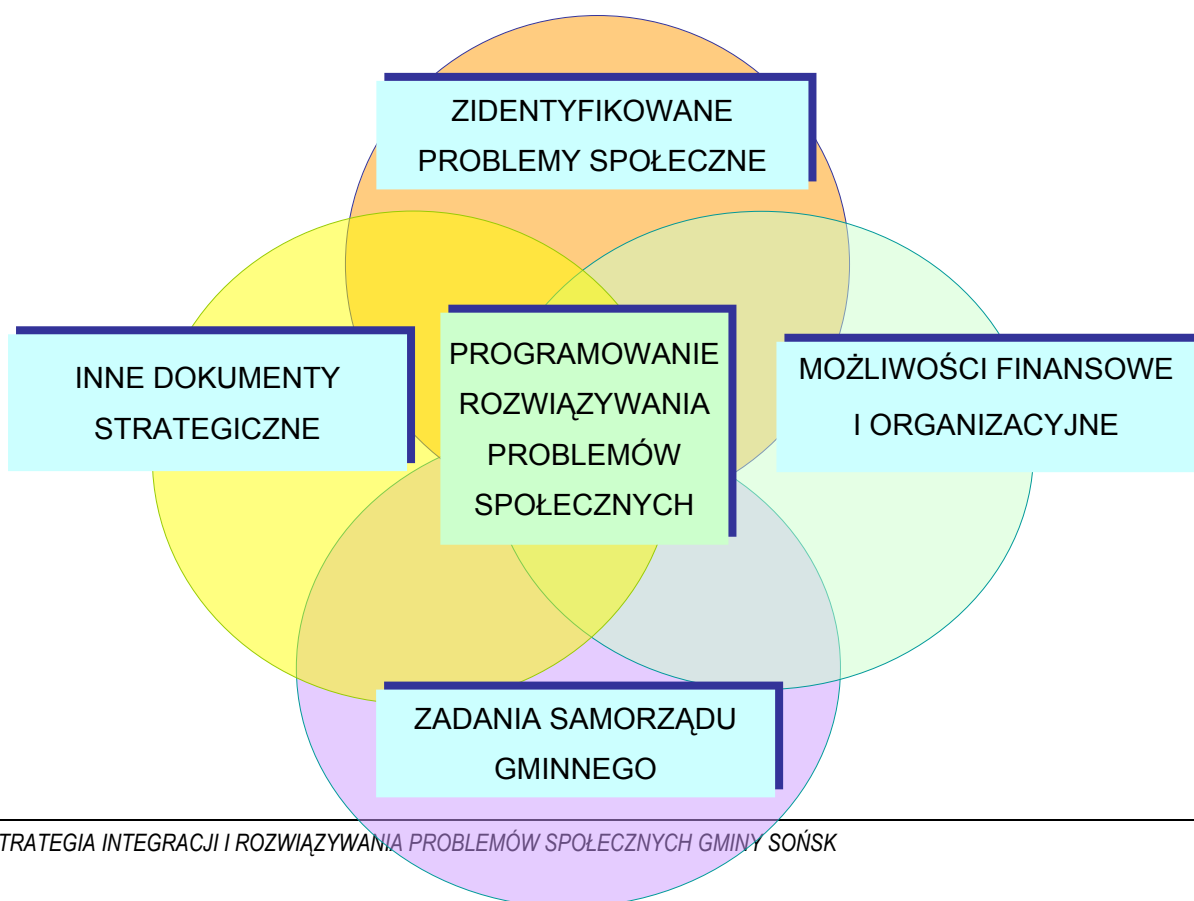 ZIDENTYFIKOWANE
PROBLEMY SPOŁECZNE
INNE DOKUMENTY
STRATEGICZNE
PROGRAMOWANIE
ROZWIĄZYWANIA
PROBLEMÓW
SPOŁECZNYCH
MOŻLIWOŚCI FINANSOWE
I ORGANIZACYJNE
ZADANIA SAMORZĄDU
GMINNEGO
TRATEGIA INTEGRACJI I ROZWIĄZYWANIA PROBLEMÓW SPOŁECZNYCH GMINY SOŃSK